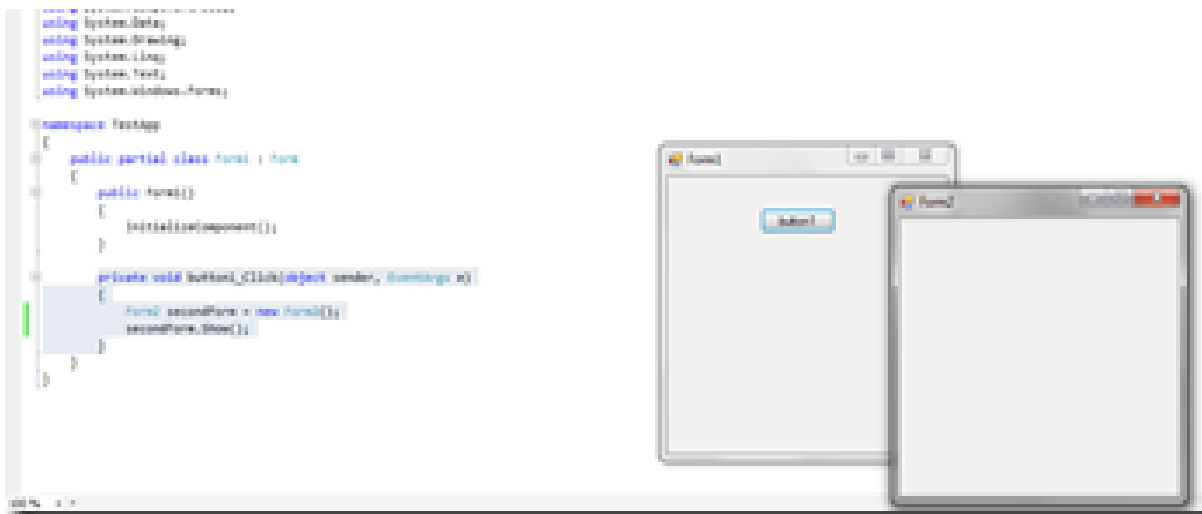 using System.Data;
using System.Drawing;
using System.Linq;
using System.Text;
using System.Windows.Forms;
namespace TestApp
{
public partial class Form1 : Form
{
public Form1()
{
InitializeComponent();
}
private void button1_Click(object sender, EventArgs e)
{
Form2 secondForm = new Form2();
secondForm.Show();
}
}
}
100 %
Form1
button1
Form2